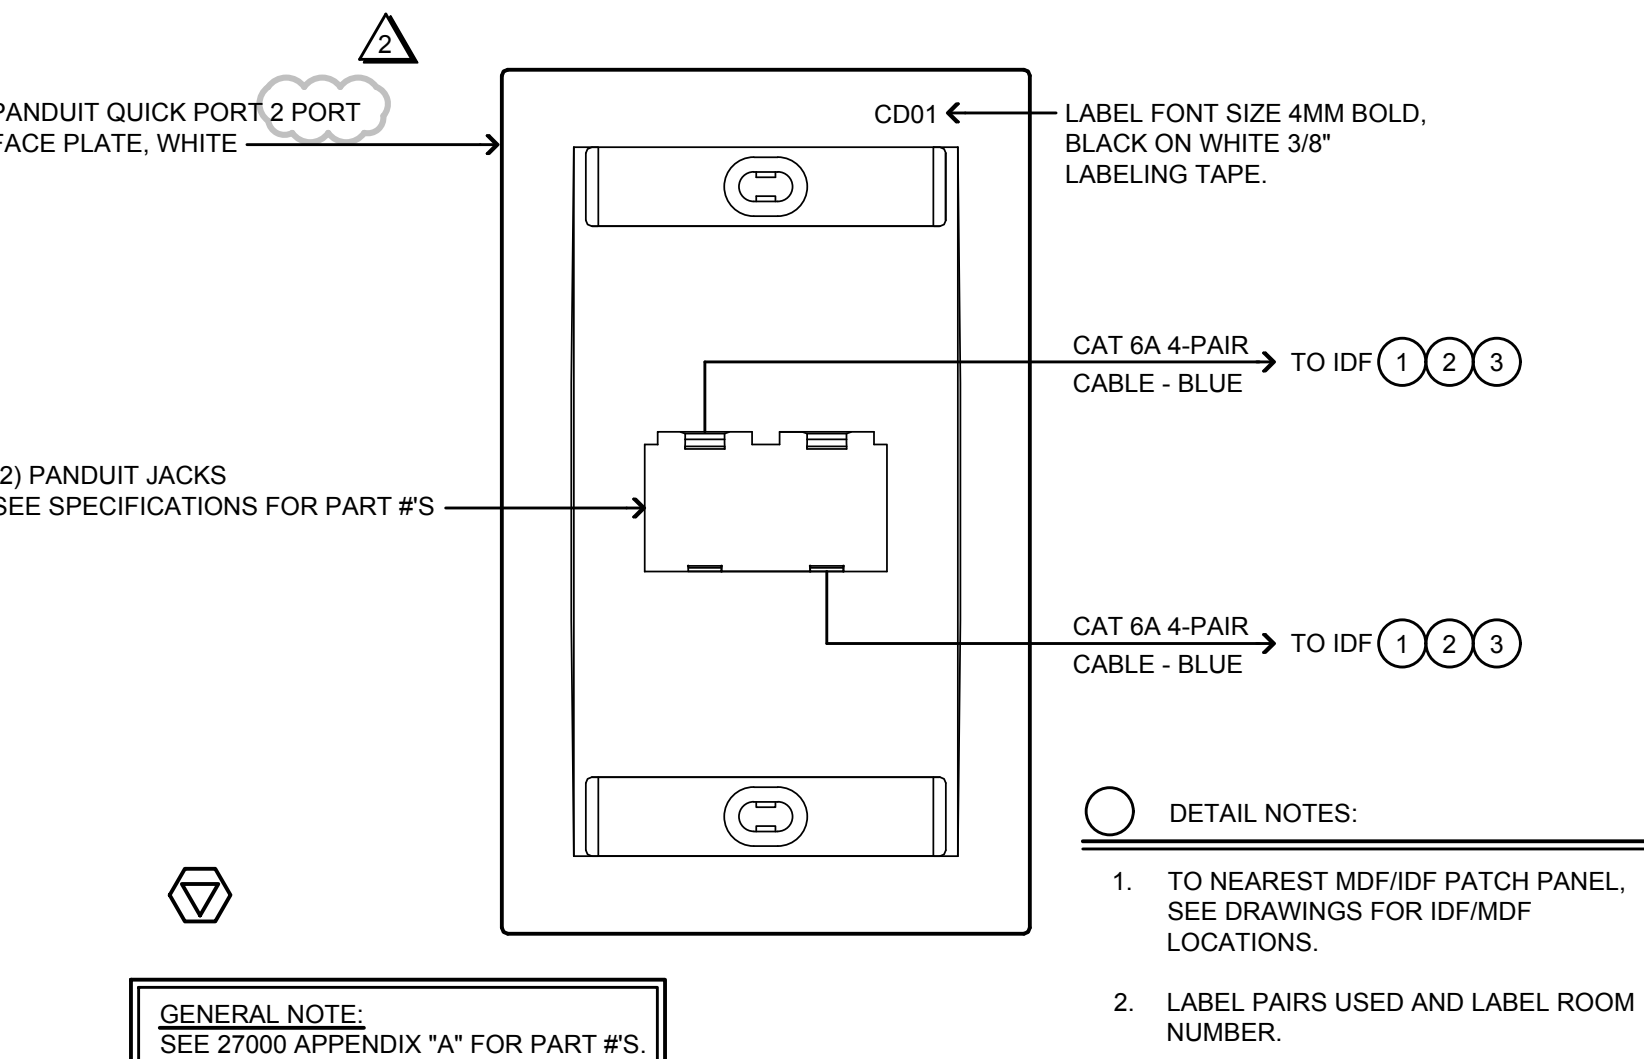 2
PANDUIT QUICK PORT 2 PORT
FACE PLATE, WHITE
CD01
LABEL FONT SIZE 4MM BOLD,
BLACK ON WHITE 3/8"
LABELING TAPE.
CAT 6A 4-PAIR
CABLE - BLUE
TO IDF 1 2 3
2) PANDUIT JACKS
SEE SPECIFICATIONS FOR PART #'S
CAT 6A 4-PAIR
CABLE - BLUE
TO IDF 1 2 3
DETAIL NOTES:
1. TO NEAREST MDF/IDF PATCH PANEL,
SEE DRAWINGS FOR IDF/MDF
LOCATIONS.
2. LABEL PAIRS USED AND LABEL ROOM
NUMBER.
GENERAL NOTE:
SEE 27000 APPENDIX "A" FOR PART #'S.